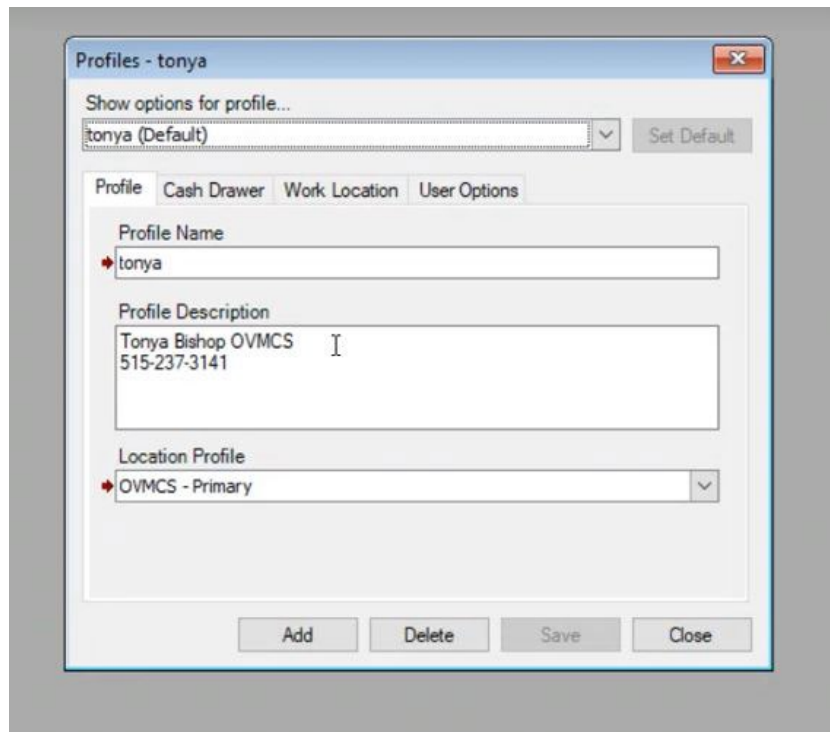 Profiles - tonya
Show options for profile...
tonya (Default)
Set Default
Profile
Cash Drawer
Work Location
User Options
Profile Name
tonya
Profile Description
Tonya Bishop OVMCS
515-237-3141
Location Profile
OVMCS - Primary
Add
Delete
Save
Close